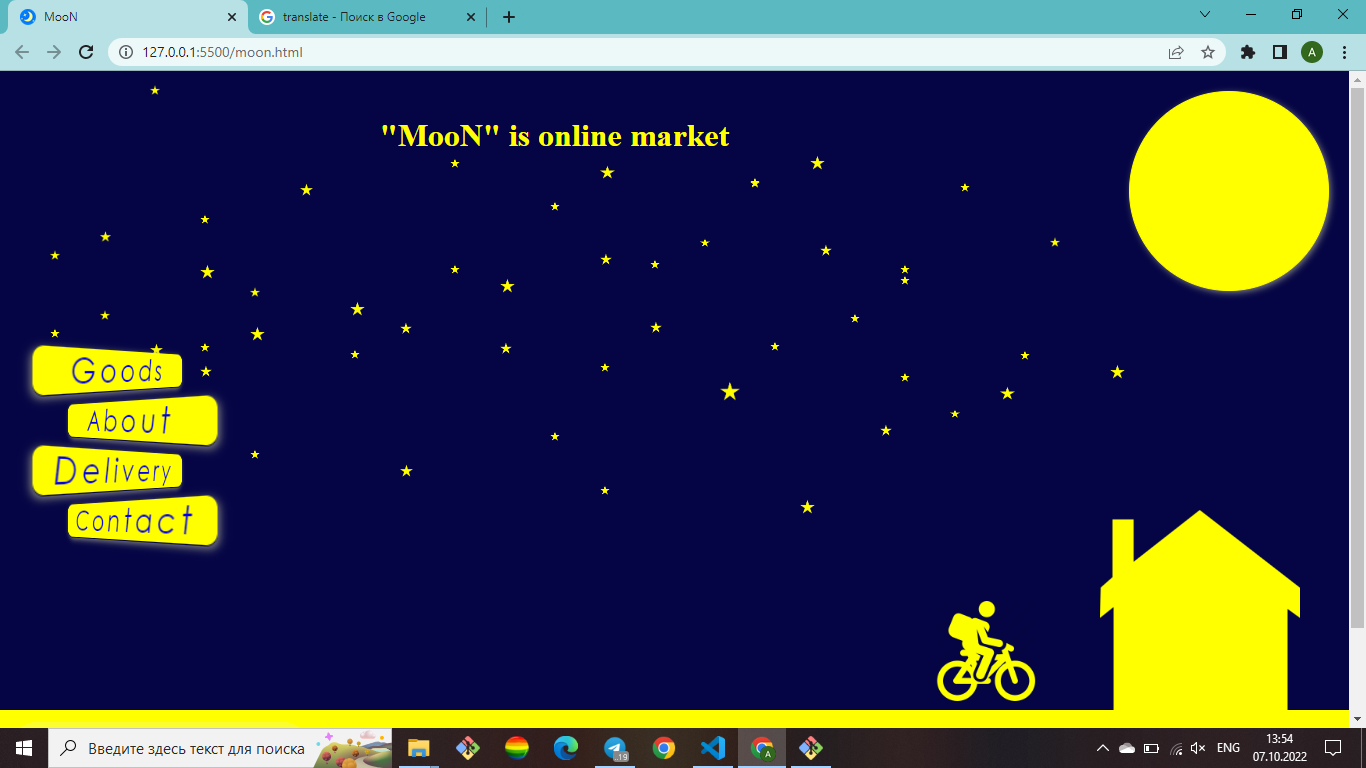 MooN
translate - Поиск в Google
127.0.0.1:5500/moon.html
A
"MooN" is online market
Goods
About
Delivery
Contact
Введите здесь текст для поиска
..19
A
ENG
13:54
07.10.2022